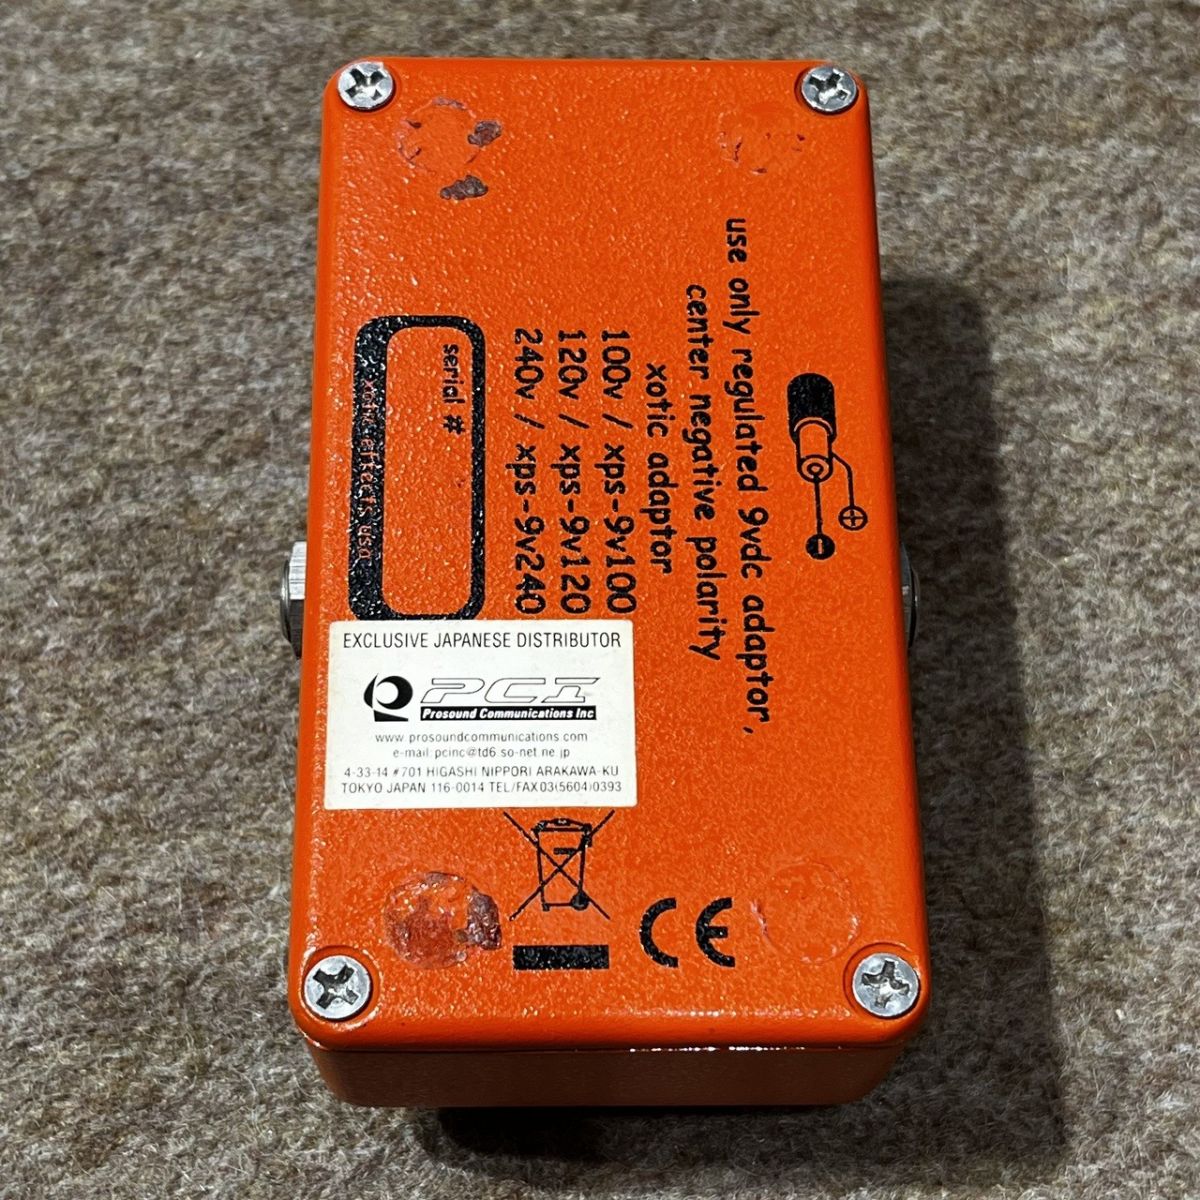 use only regulated 9vdc adaptor,
center negative polarity
xotic adaptor
100v / xps-9v100
120v / xps-9v120
240v / xps-9v240
serial #
xotic effects usa
EXCLUSIVE JAPANESE DISTRIBUTOR
PCI
Prosound Communications Inc
www.prosoundcommunications.com
e-mail:pcinc@td6.so-net.ne.jp
4-33-14 #701 HIGASHI NIPPORI ARAKAWA-KU
TOKYO JAPAN 116-0014 TEL/FAX03(5604)0393
CE